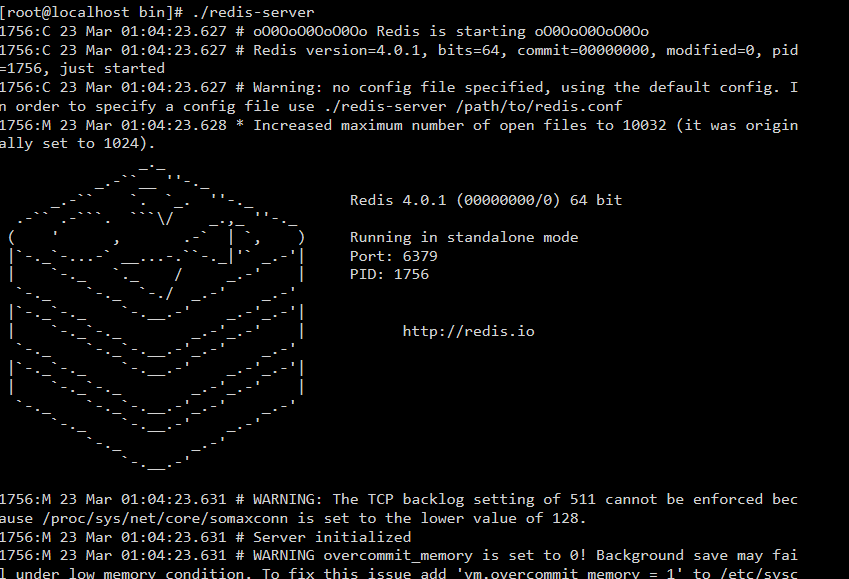 [root@localhost bin]# ./redis-server
1756:C 23 Mar 01:04:23.627 # oO0OoO0OoO0Oo Redis is starting oO0OoO0OoO0Oo
1756:C 23 Mar 01:04:23.627 # Redis version=4.0.1, bits=64, commit=00000000, modified=0, pid
=1756, just started
1756:C 23 Mar 01:04:23.627 # Warning: no config file specified, using the default config. I
n order to specify a config file use ./redis-server /path/to/redis.conf
1756:M 23 Mar 01:04:23.628 * Increased maximum number of open files to 10032 (it was origin
ally set to 1024).
Redis 4.0.1 (00000000/0) 64 bit
Running in standalone mode
Port: 6379
PID: 1756
http://redis.io
1756:M 23 Mar 01:04:23.631 # WARNING: The TCP backlog setting of 511 cannot be enforced bec
ause /proc/sys/net/core/somaxconn is set to the lower value of 128.
1756:M 23 Mar 01:04:23.631 # Server initialized
1756:M 23 Mar 01:04:23.631 # WARNING overcommit_memory is set to 0! Background save may fai
l under low memory condition. To fix this issue add 'vm.overcommit_memory = 1' to /etc/sysc